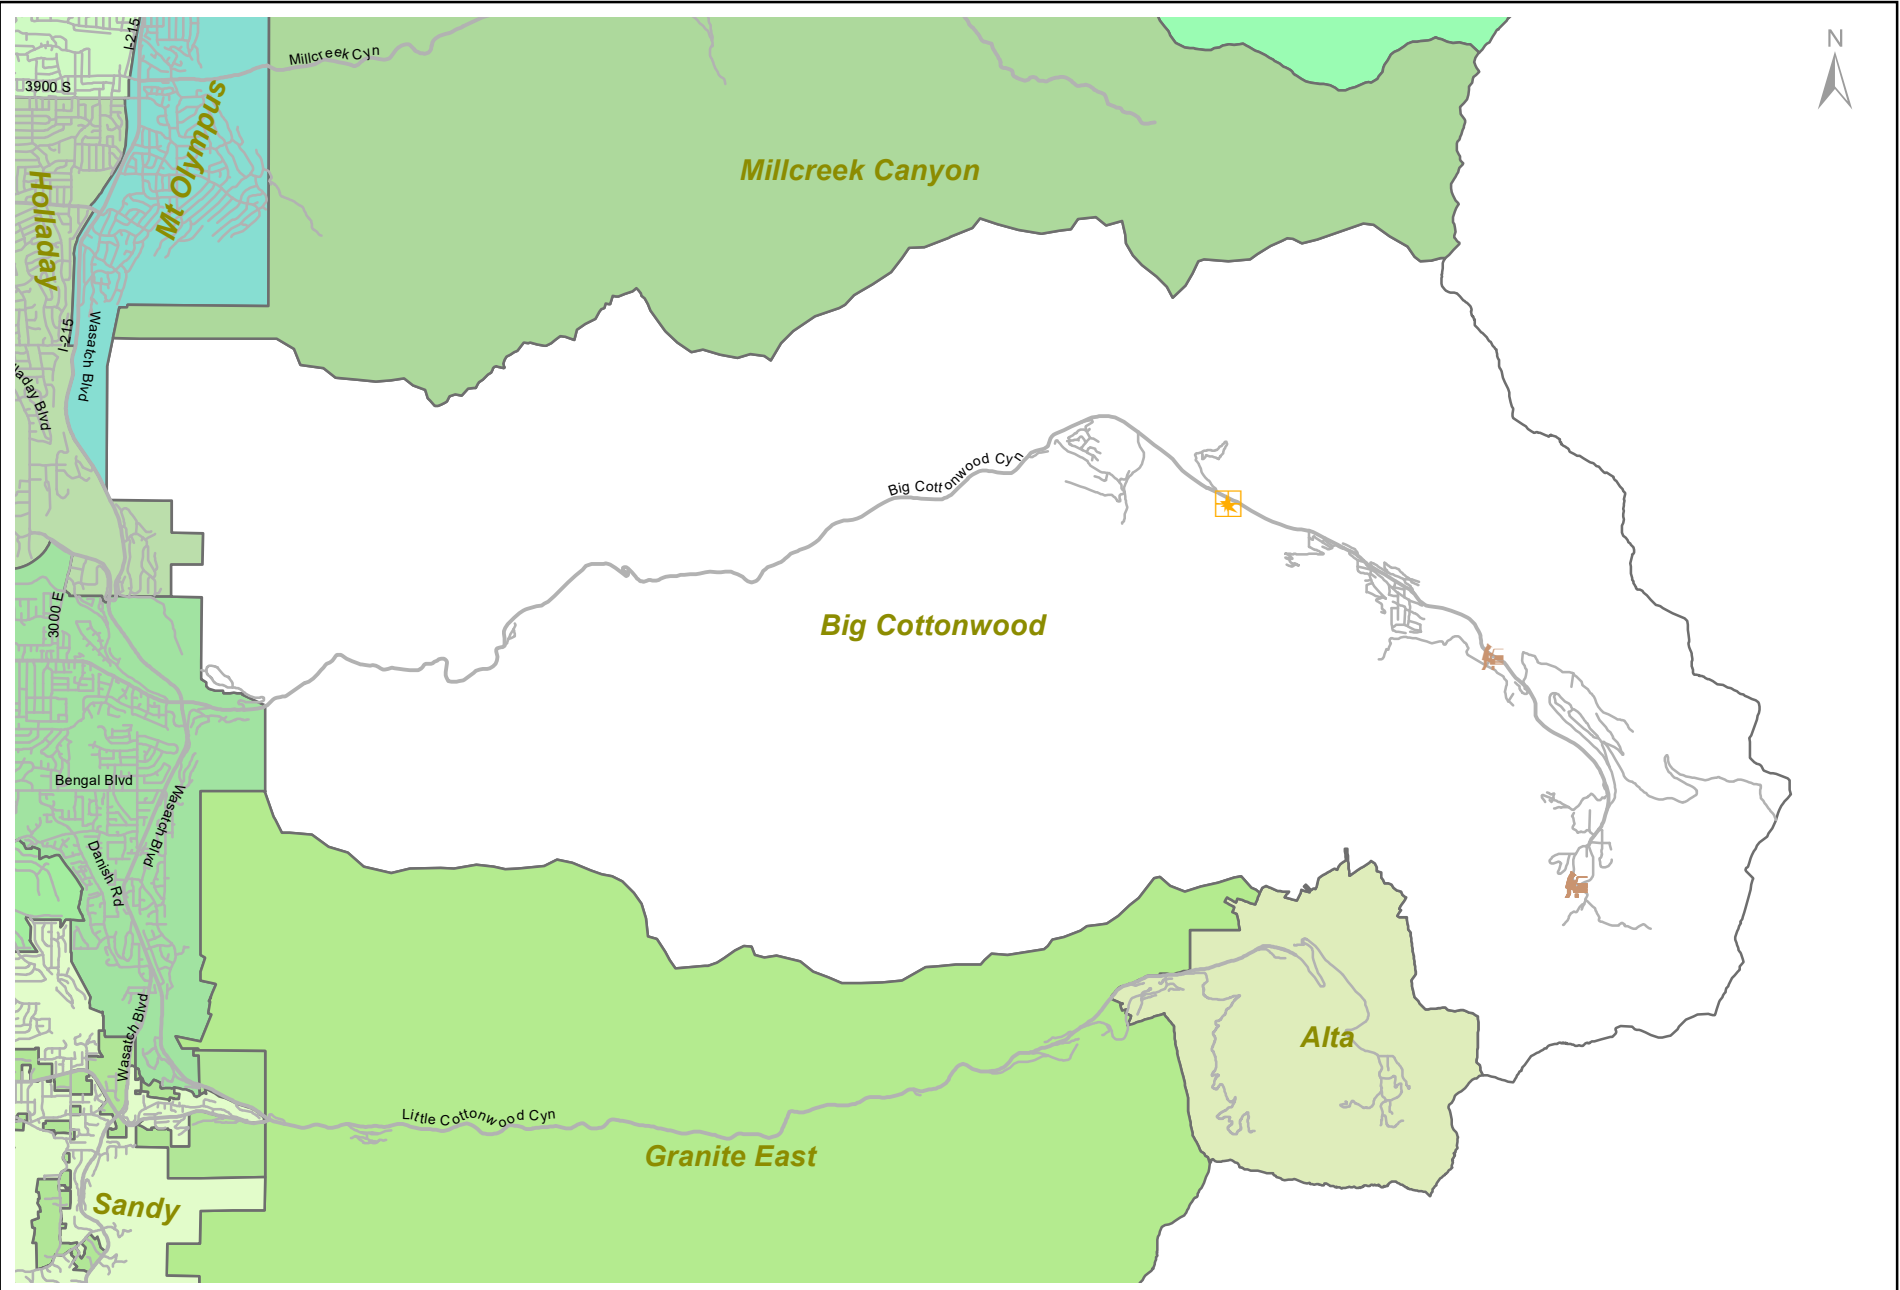 I-215
Millcreek Cyn
N
3900 S
Mt Olympus
Millcreek Canyon
Holladay
I-215
Wasatch Blvd
aday Blvd
Big Cottonwood Cyn
3000 E
Big Cottonwood
Bengal Blvd
Wasatch Blvd
Danish Rd
Wasatch Blvd
Alta
Little Cottonwood Cyn
Granite East
Sandy